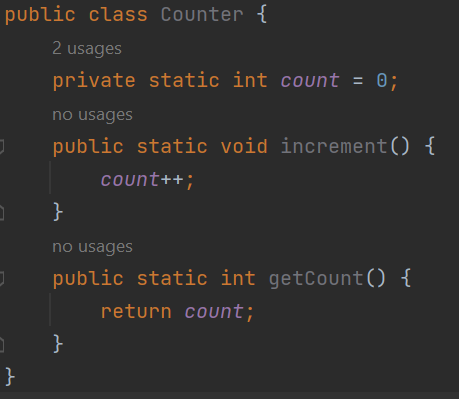 public class Counter {
2 usages
private static int count = 0;
no usages
public static void increment() {
count++;
}
no usages
public static int getCount() {
return count;
}
}